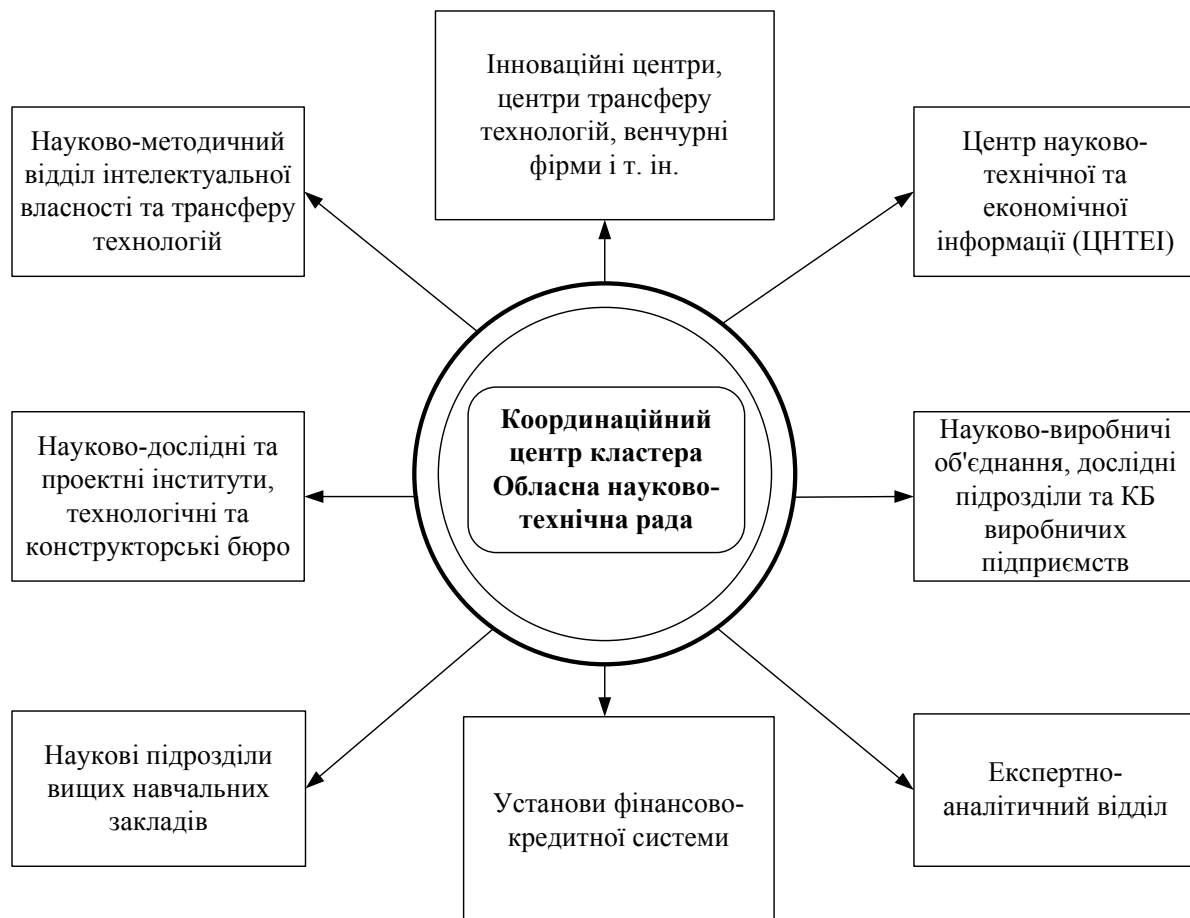 Інноваційні центри,
центри трансферу
технологій, венчурні
фірми і т. ін.
Науково-методичний
відділ інтелектуальної
власності та трансферу
технологій
Центр науково-
технічної та
економічної
інформації (ЦНТЕІ)
Координаційний
центр кластера
Обласна науково-
технічна рада
Науково-дослідні та
проектні інститути,
технологічні та
конструкторські бюро
Науково-виробничі
об'єднання, дослідні
підрозділи та КБ
виробничих
підприємств
Наукові підрозділи
вищих навчальних
закладів
Установи фінансово-
кредитної системи
Експертно-
аналітичний відділ